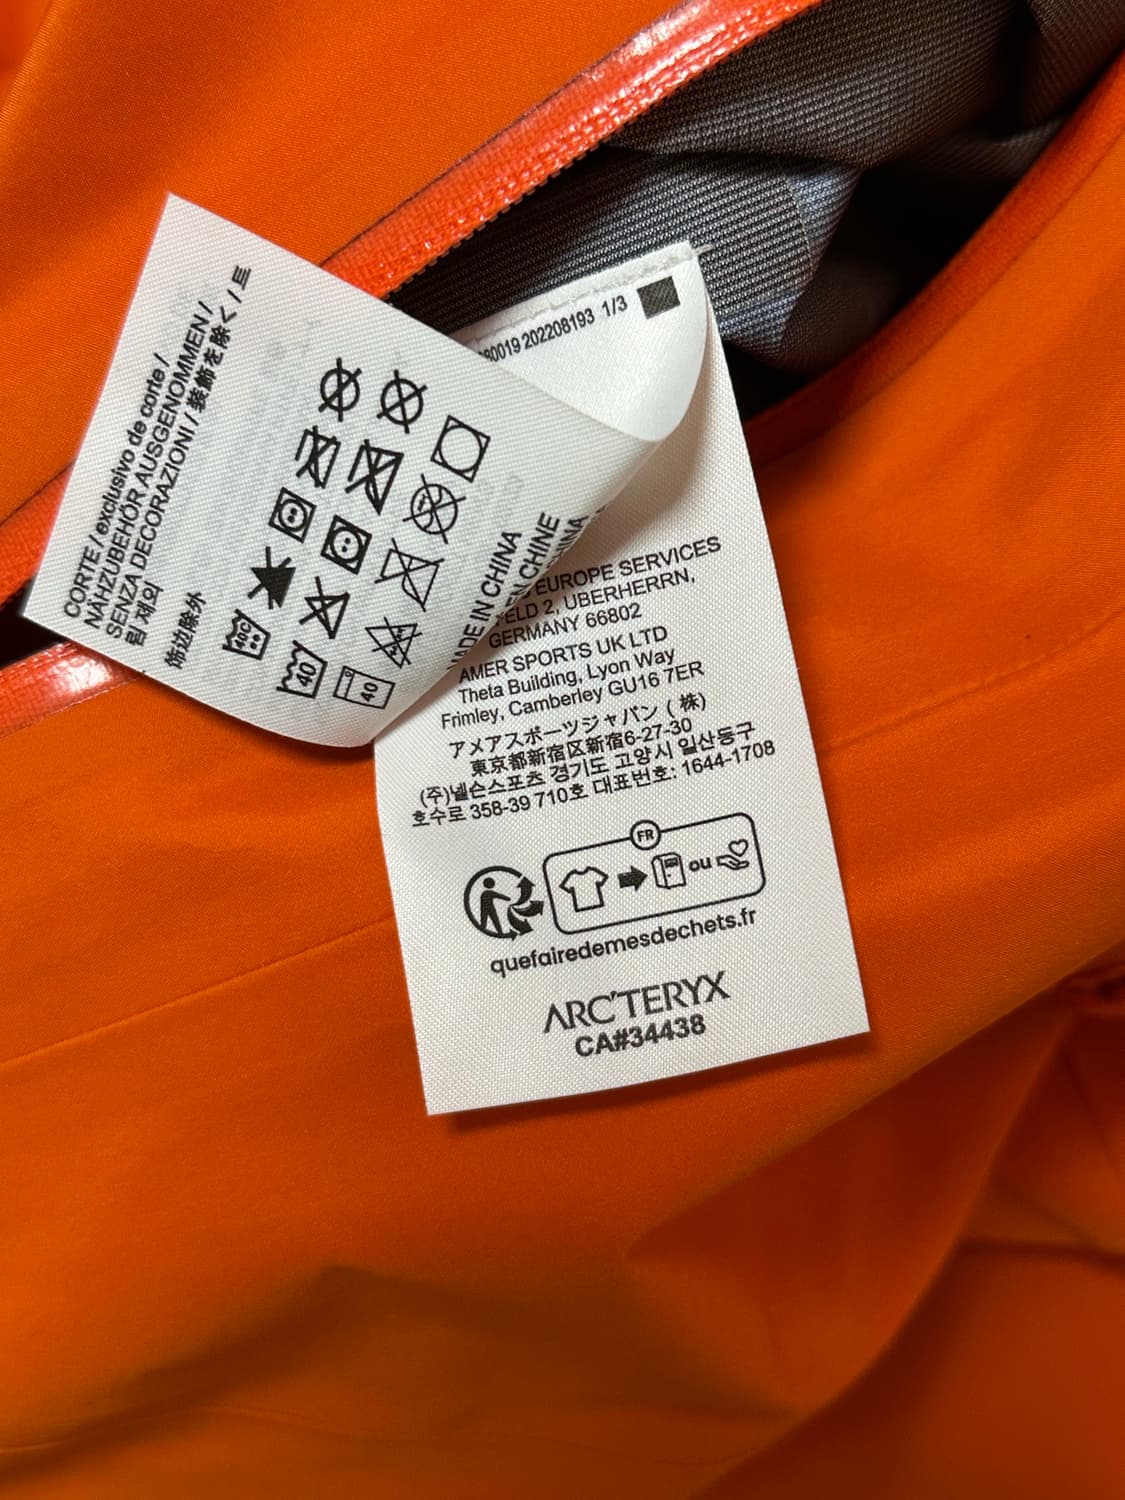 CORTE / exclusivo de corte /
NÄHZUBEHÖR AUSGENOMMEN /
SENZA DECORAZIONI / 装飾を除く / 트
림 제외
饰边除外
40C
40
40
MADE IN CHINA
EN CHINE
202208193 1/3
EUROPE SERVICES
2, UBERHERRN,
GERMANY 66802
AMER SPORTS UK LTD
Theta Building, Lyon Way
Frimley, Camberley GU16 7ER
アメアスポーツジャパン (株)
東京都新宿区新宿6-27-30
(주)넬슨스포츠 경기도 고양시 일산동구
호수로 358-39 710호 대표번호: 1644-1708
FR
ou
quefairedemesdechets.fr
ARC'TERYX
CA#34438